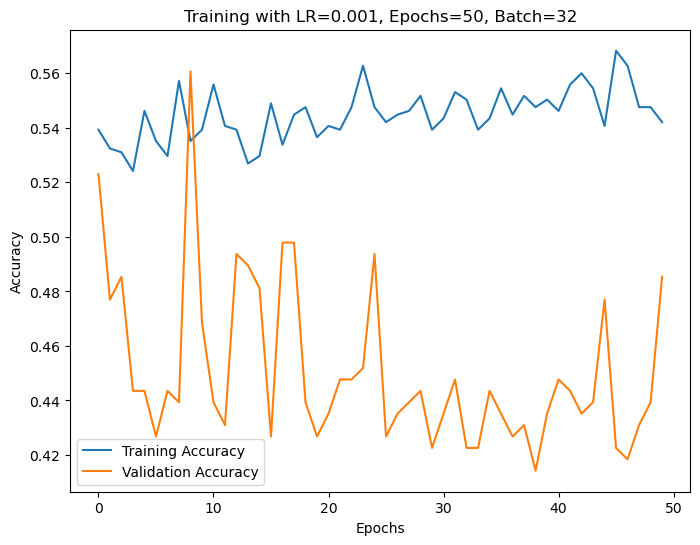 Training with LR=0.001, Epochs=50, Batch=32
0.56
0.54
0.52
0.50
0.48
0.46
0.44
0.42
Accuracy
Training Accuracy
Validation Accuracy
0 10 20 30 40 50
Epochs